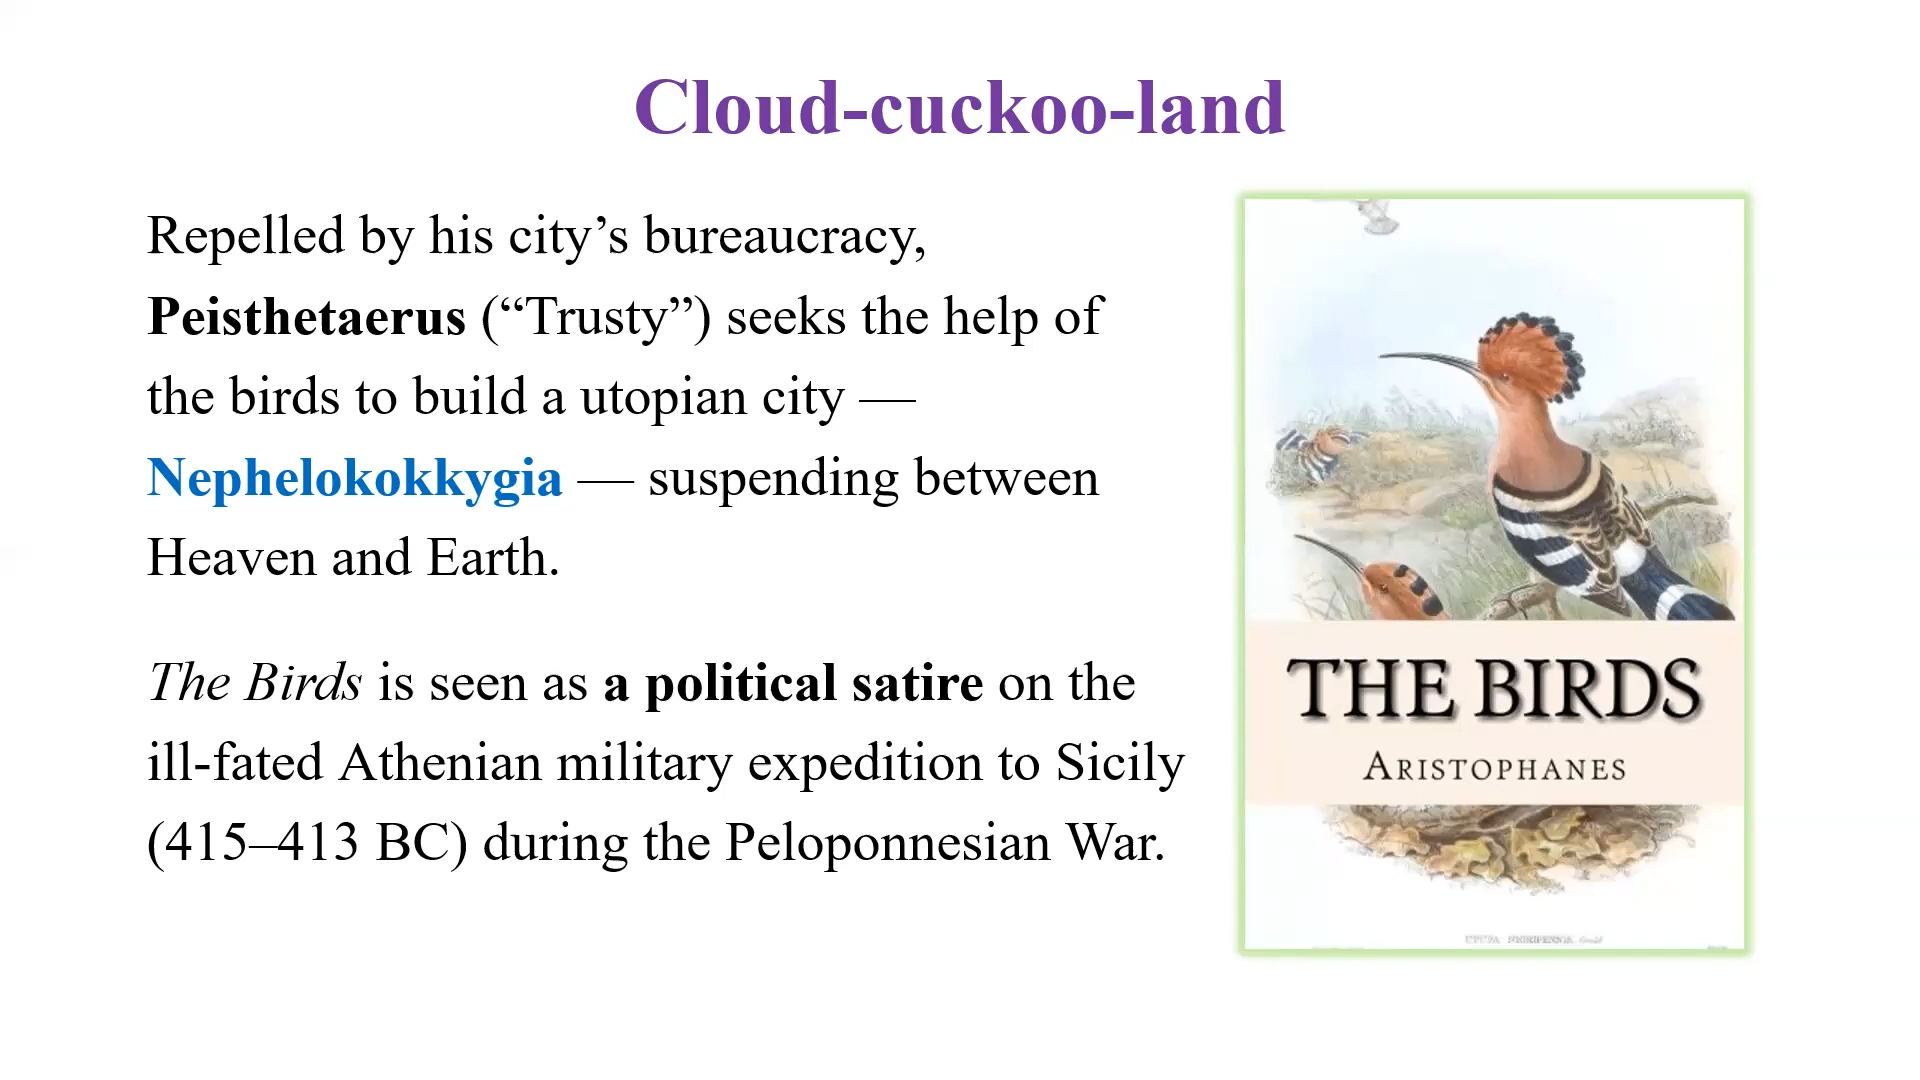 Cloud-cuckoo-land
Repelled by his city’s bureaucracy,
Peisthetaerus (“Trusty”) seeks the help of
the birds to build a utopian city —
Nephelokokkygia — suspending between
Heaven and Earth.
The Birds is seen as a political satire on the
ill-fated Athenian military expedition to Sicily
(415–413 BC) during the Peloponnesian War.
THE BIRDS
ARISTOPHANES